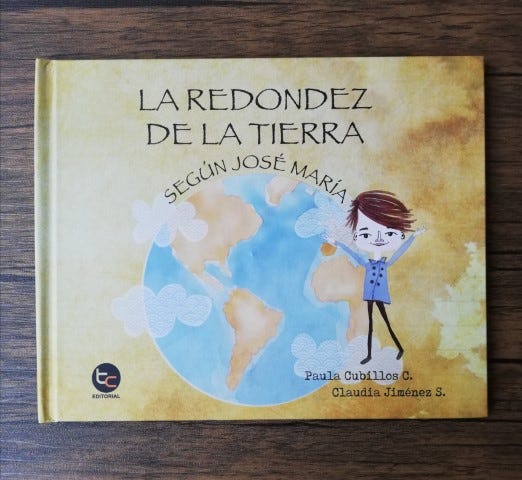 LA REDONDEZ
DE LA TIERRA
SEGÚN JOSÉ MARÍA
Paula Cubillos C.
Claudia Jiménez S.
tc
EDITORIAL